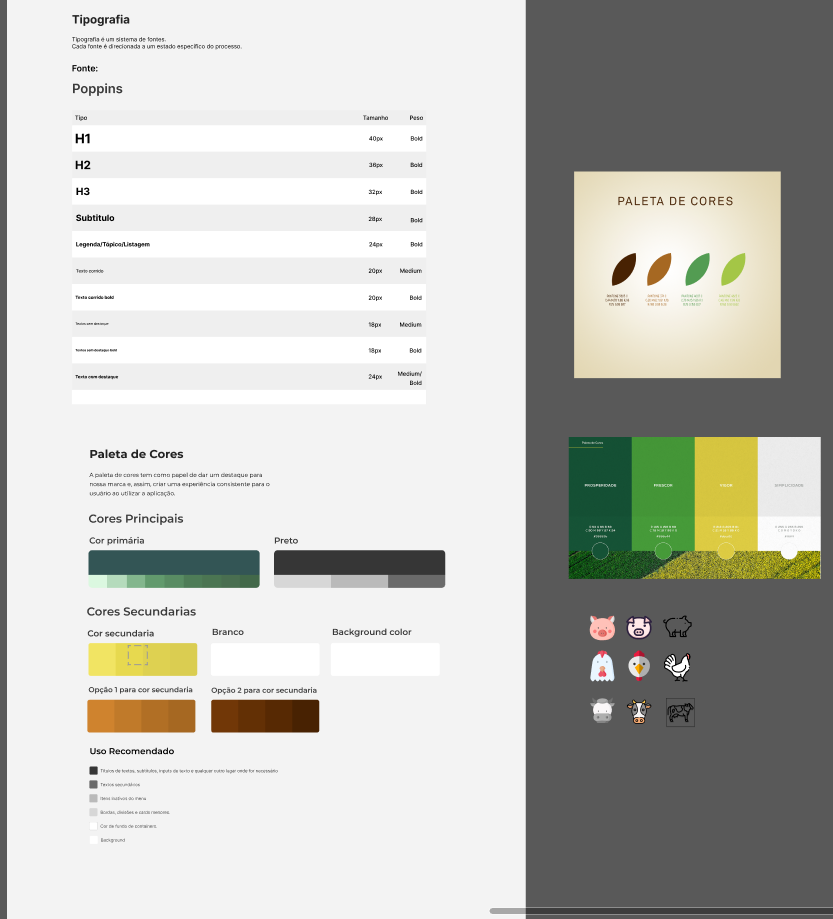 Tipografia
Tipografia é um sistema de fontes.
Cada fonte é direcionada a um estado específico do processo.
Fonte:
Poppins
Tipo Tamanho Peso
H1 40px Bold
H2 36px Bold
H3 32px Bold
Subtitulo 28px Bold
Legenda/Tópico/Listagem 24px Bold
Texto corrido 20px Medium
Texto corrido bold 20px Bold
Textos sem destaque 18px Medium
Textos sem destaque bold 18px Bold
Texto com destaque 24px Medium/
Bold
Paleta de Cores
A paleta de cores tem como papel de dar um destaque para
nossa marca e, assim, criar uma experiência consistente para o
usuário ao utilizar a aplicação.
Cores Principais
Cor primária Preto
Cores Secundarias
Cor secundaria Branco Background color
Opção 1 para cor secundaria Opção 2 para cor secundaria
Uso Recomendado
Títulos de textos, subtitulos, inputs de texto e qualquer outro lugar onde for necessário
Textos secundários
Itens inativos do menu
Bordas, divisões e cards menores.
Cor de fundo de containers.
Background
PALETA DE CORES
Paleta de Cores
PROSPERIDADE FRESCOR SIMPLICIDADE